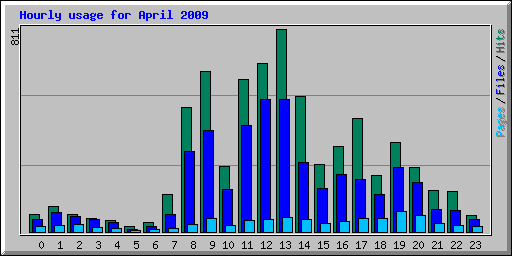 Hourly usage for April 2009
811
Pages/Files/Hits
0 1 2 3 4 5 6 7 8 9 10 11 12 13 14 15 16 17 18 19 20 21 22 23